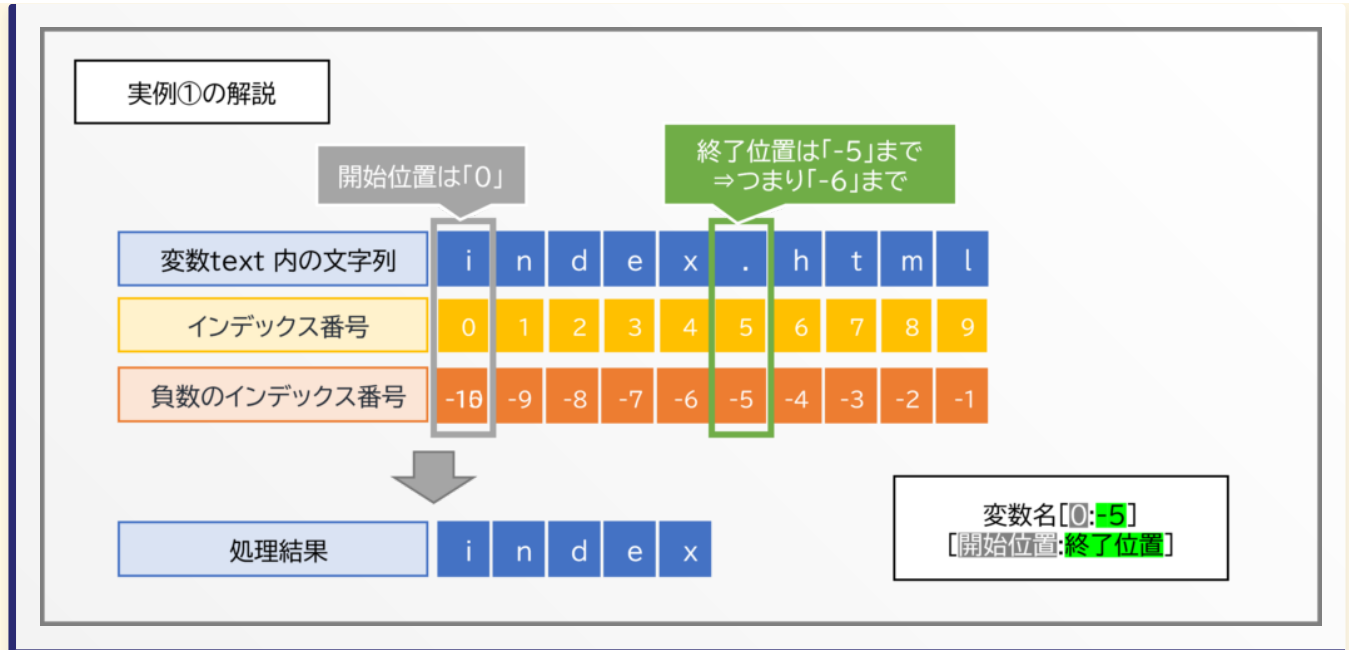 実例①の解説
開始位置は「0」
終了位置は「-5」まで
⇒つまり「-6」まで
変数text 内の文字列 i n d e x . h t m l
インデックス番号 0 1 2 3 4 5 6 7 8 9
負数のインデックス番号 -9 -8 -7 -6 -5 -4 -3 -2 -1
処理結果 i n d e x
変数名[0:-5]
[開始位置:終了位置]